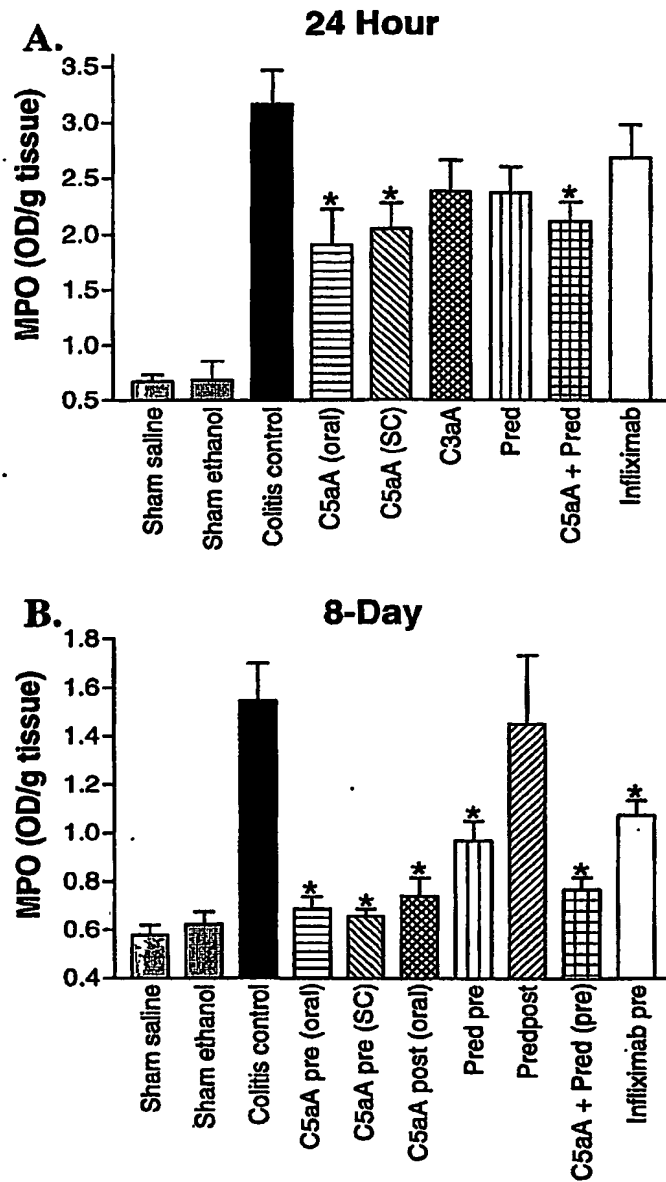 A.
24 Hour
MPO (OD/g tissue)
3.5
3.0
2.5
2.0
1.5
1.0
0.5
*
*
*
Sham saline
Sham ethanol
Colitis control
C5aA (oral)
C5aA (SC)
C3aA
Pred
C5aA + Pred
Infliximab
B.
8-Day
MPO (OD/g tissue)
1.8
1.6
1.4
1.2
1.0
0.8
0.6
0.4
*
*
*
*
*
*
Sham saline
Sham ethanol
Colitis control
C5aA pre (oral)
C5aA pre (SC)
C5aA post (oral)
Pred pre
Predpost
C5aA + Pred (pre)
Infliximab pre